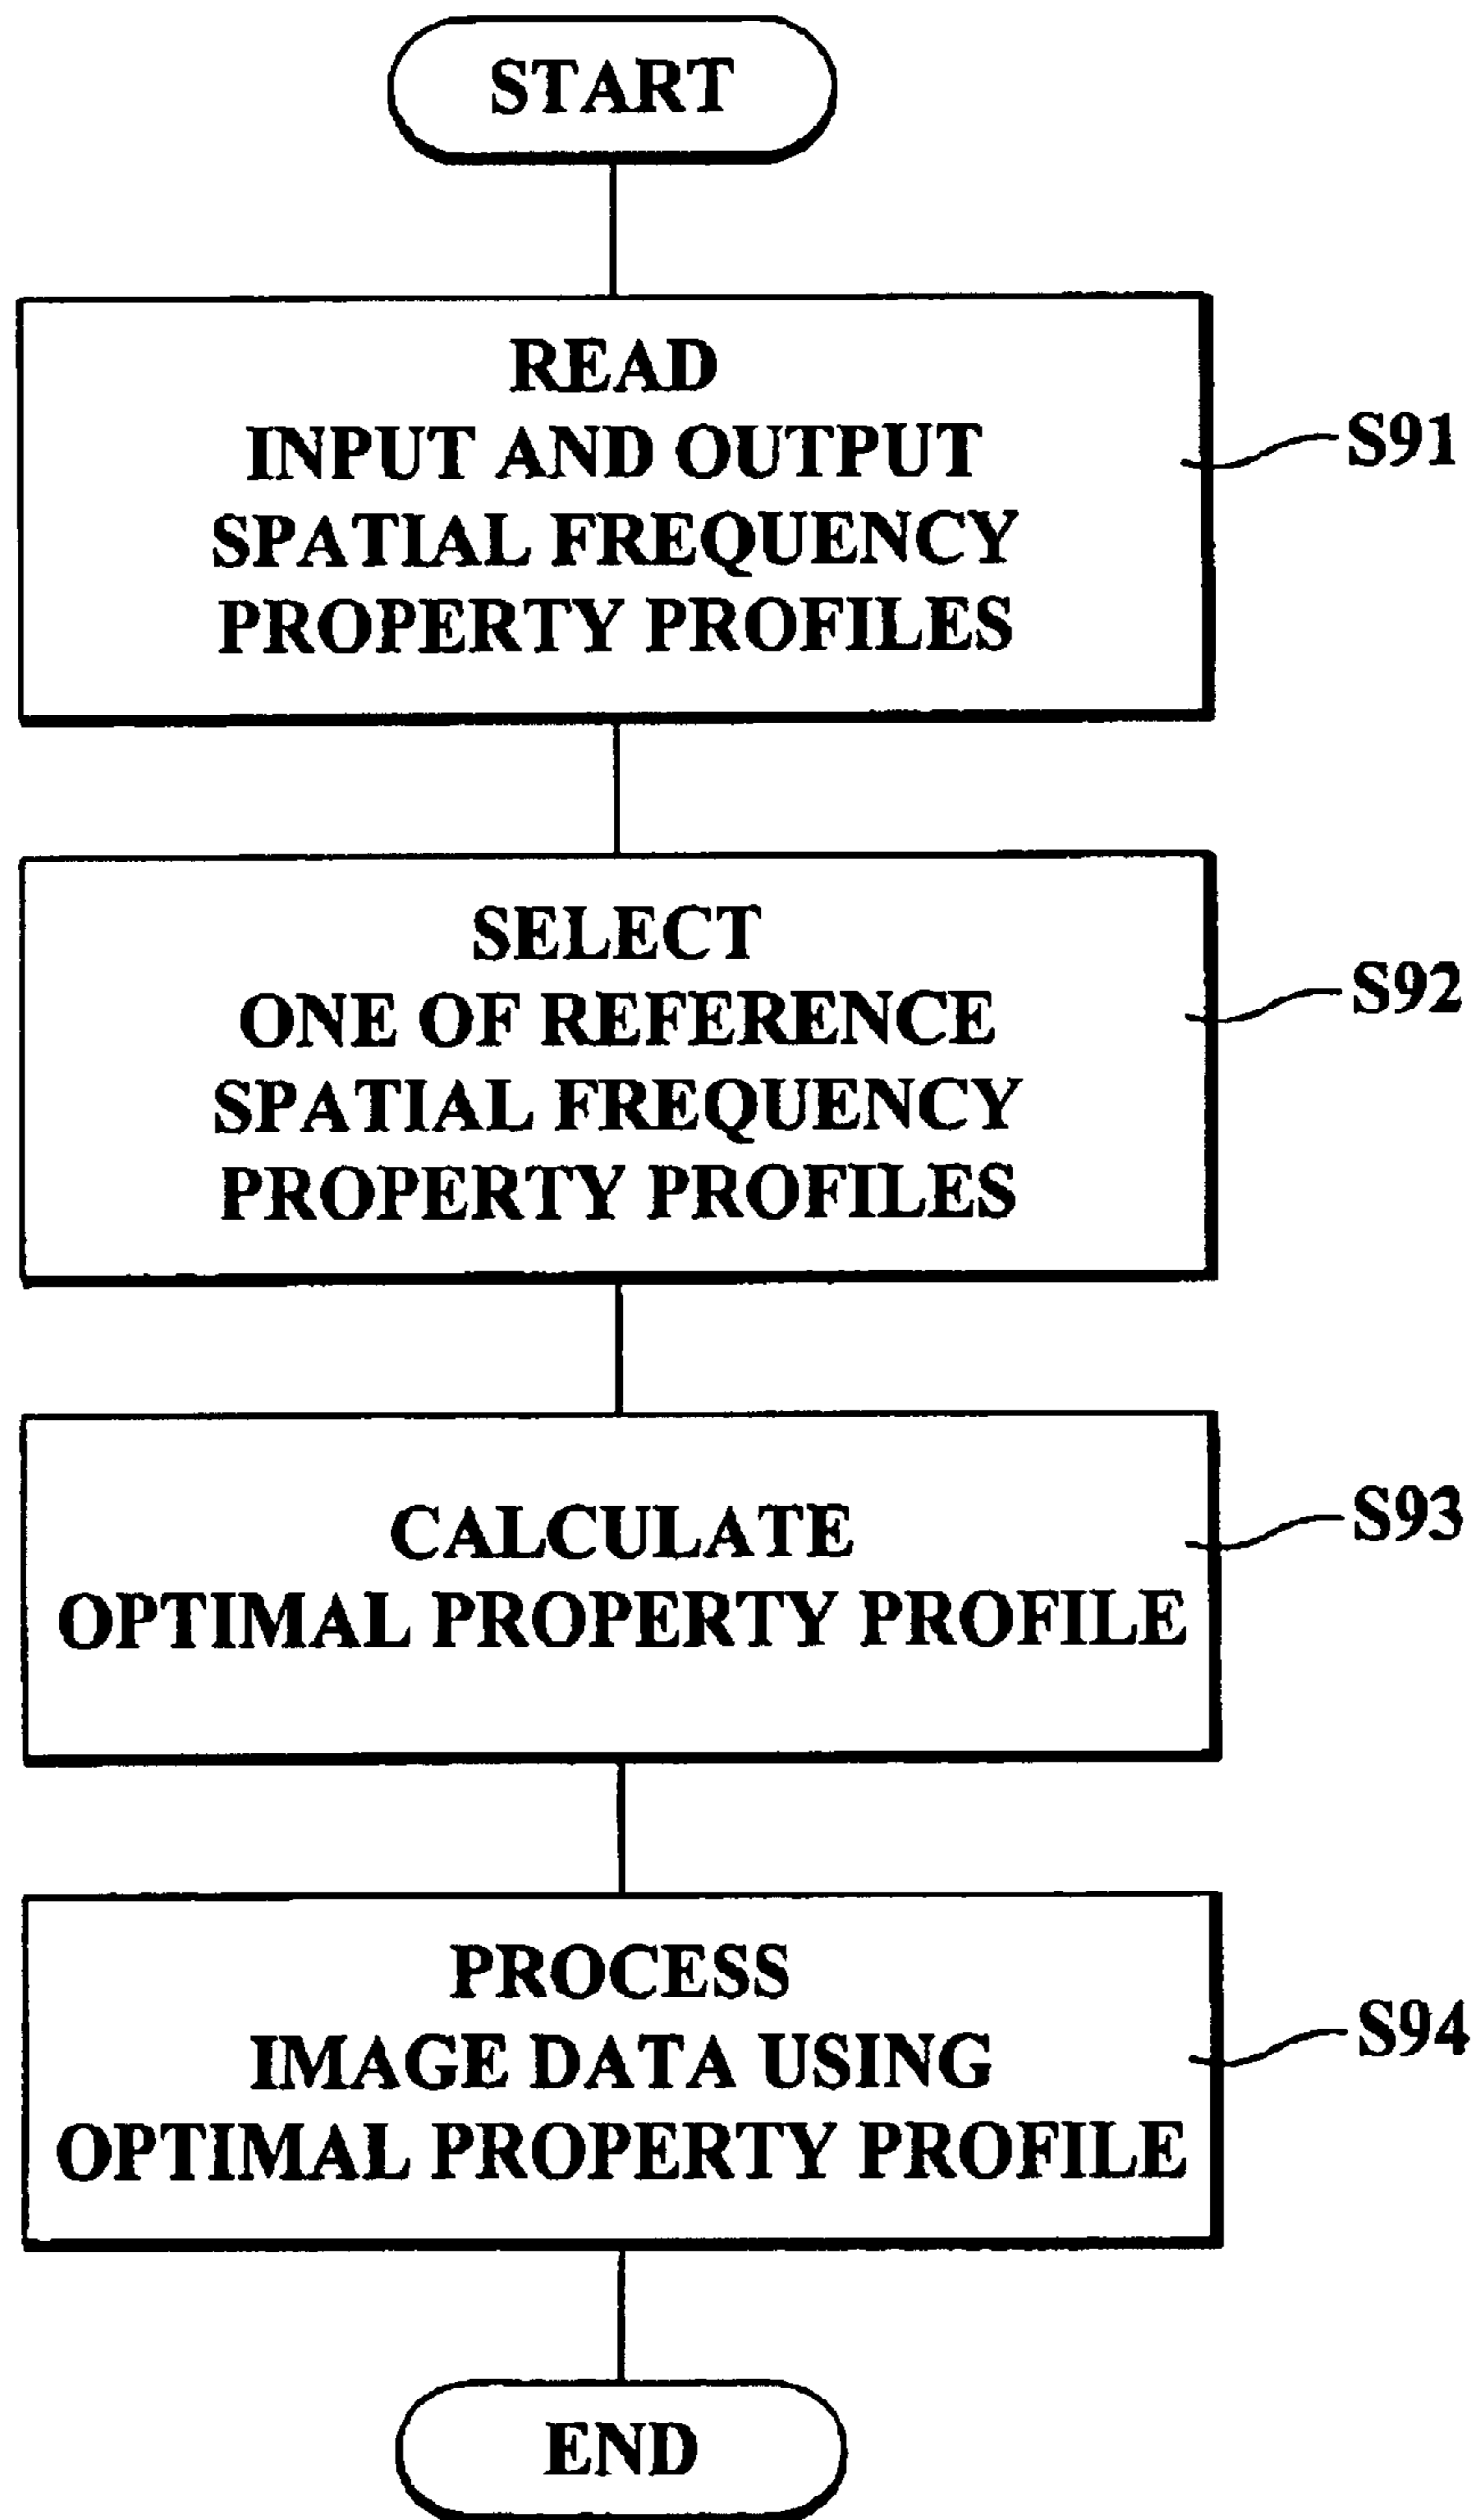 START
READ
INPUT AND OUTPUT
SPATIAL FREQUENCY
PROPERTY PROFILES
S91
SELECT
ONE OF REFERENCE
SPATIAL FREQUENCY
PROPERTY PROFILES
S92
CALCULATE
OPTIMAL PROPERTY PROFILE
S93
PROCESS
IMAGE DATA USING
OPTIMAL PROPERTY PROFILE
S94
END